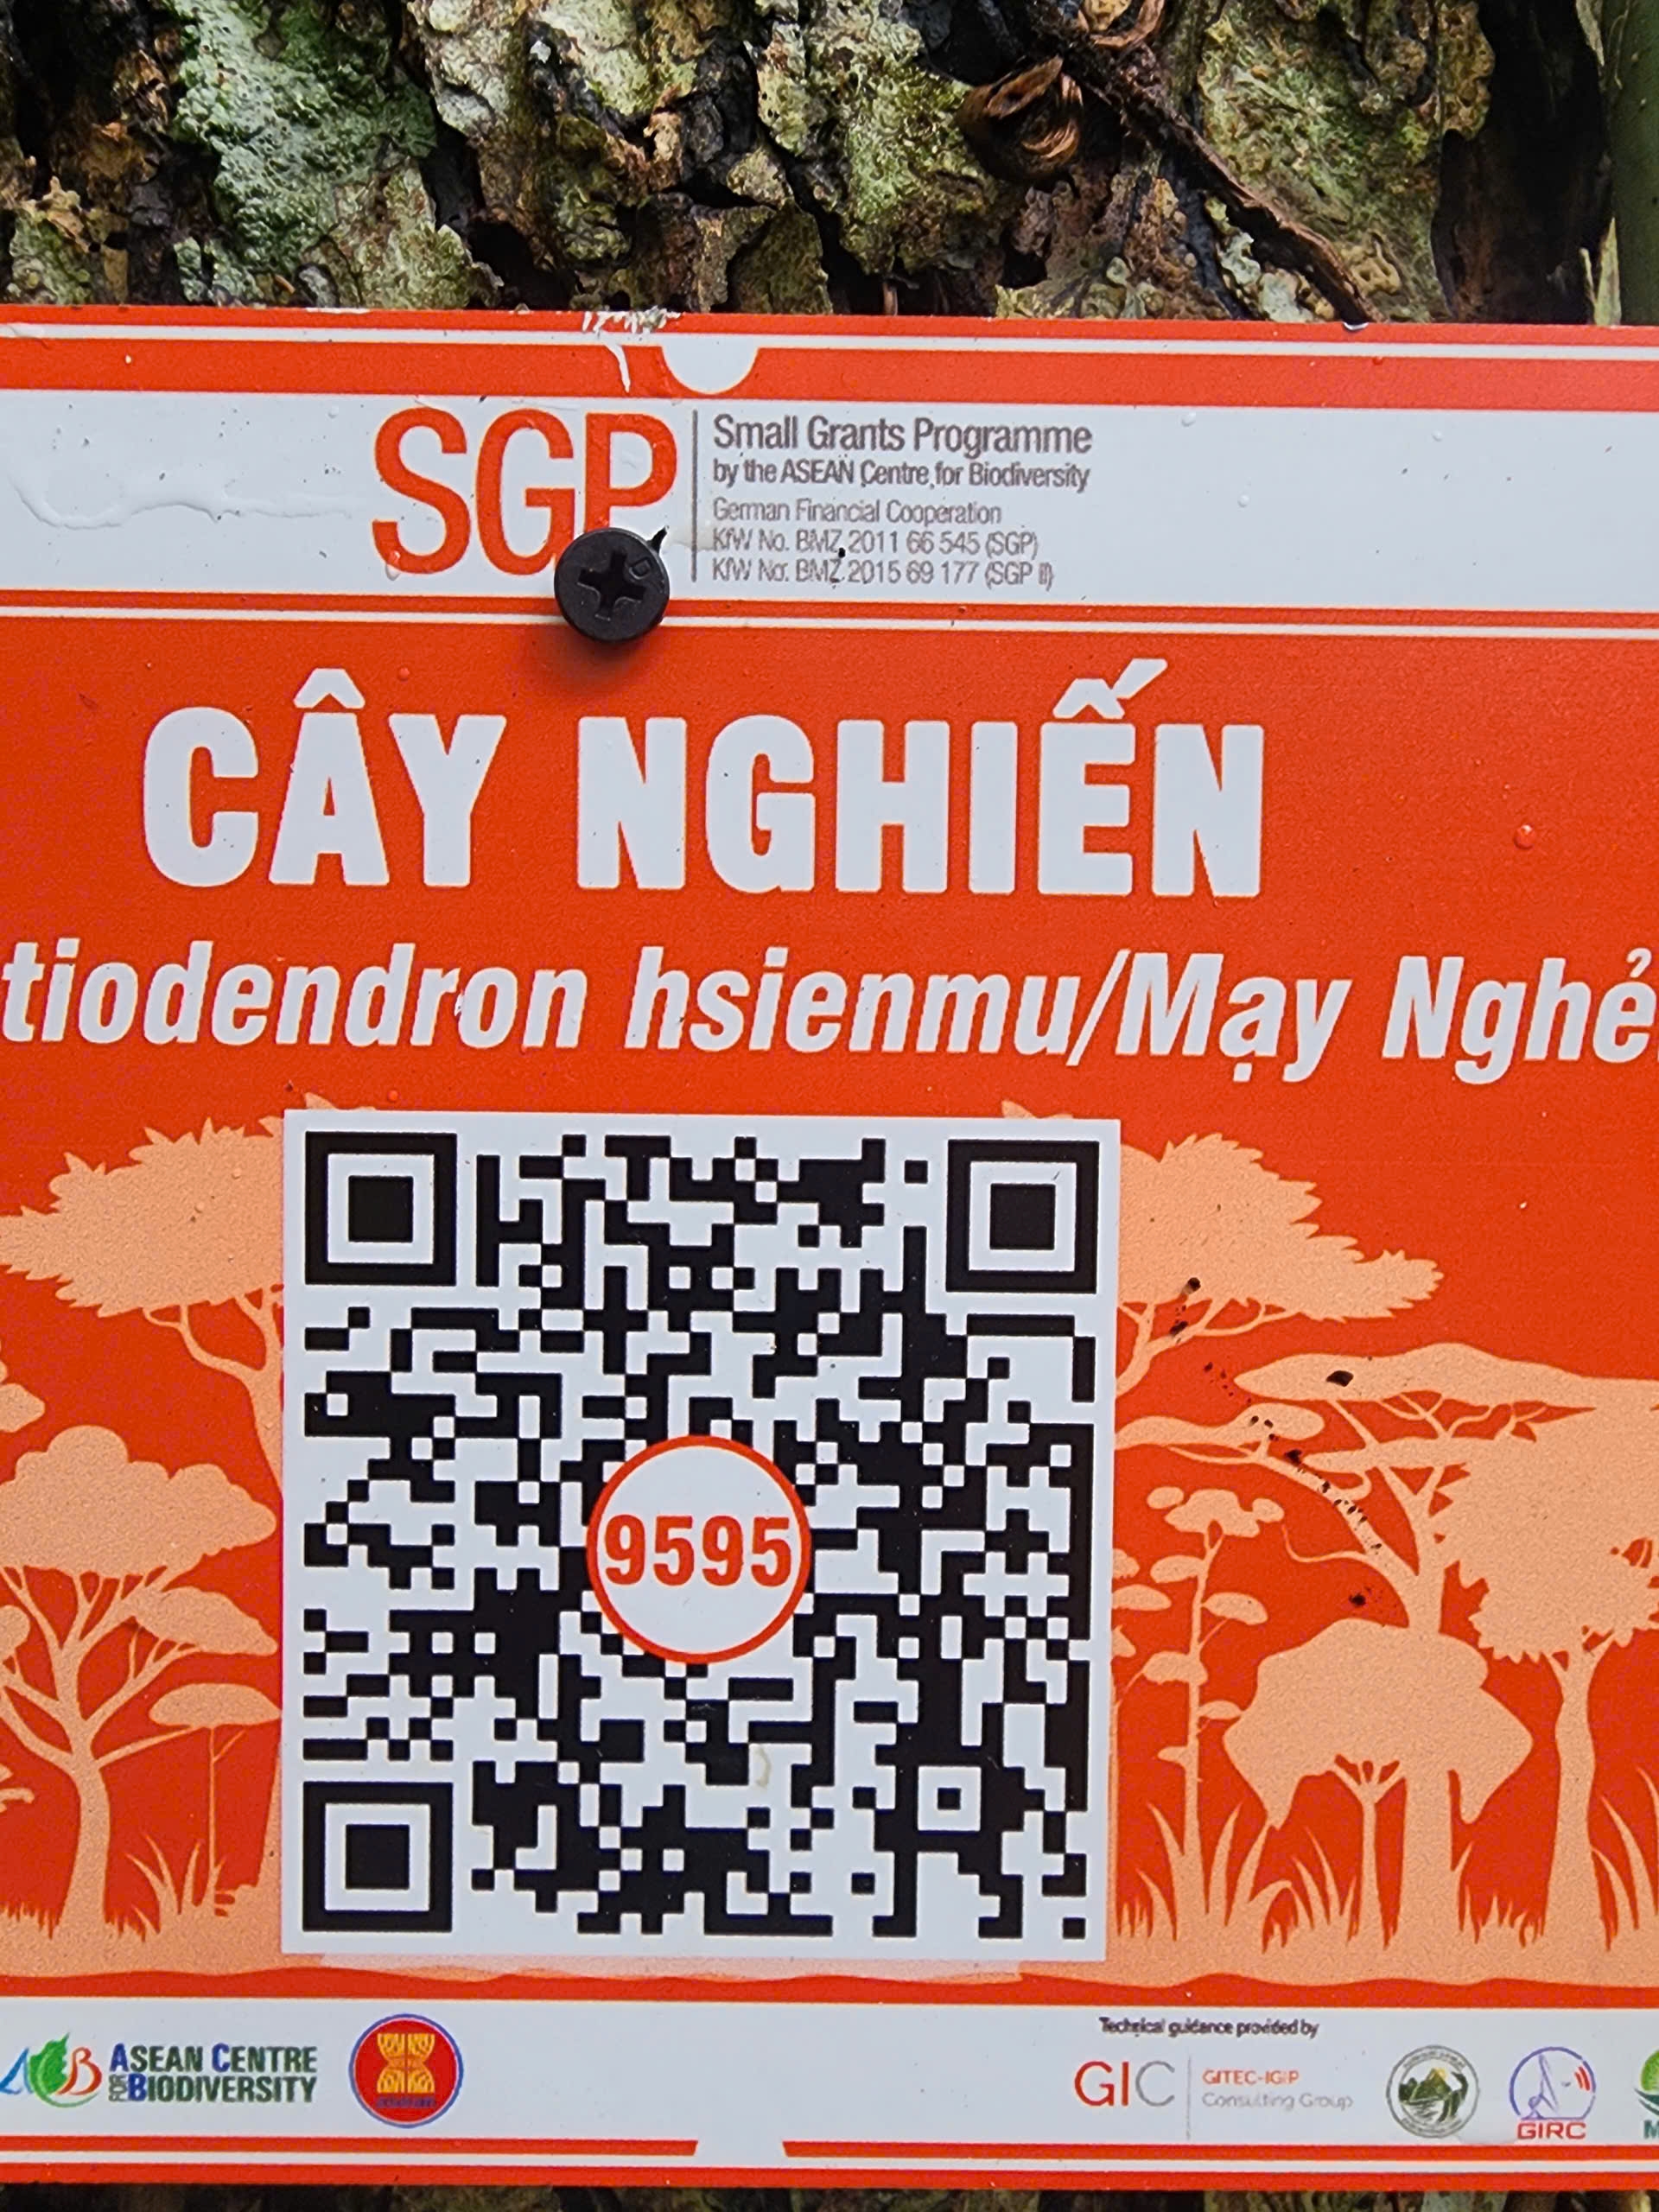 SGP
Small Grants Programme
by the ASEAN Centre for Biodiversity
German Financial Cooperation
KfW No. BMZ 2011 66 545 (SGP)
KfW No. BMZ 2015 69 177 (SGP II)
CÂY NGHIẾN
tiodendron hsienmu/Mạy Nghẻ
9595
ACB ASEAN CENTRE
FOR BIODIVERSITY
Technical guidance provided by
GIC GITEC-IGIP
Consulting Group
GIRC